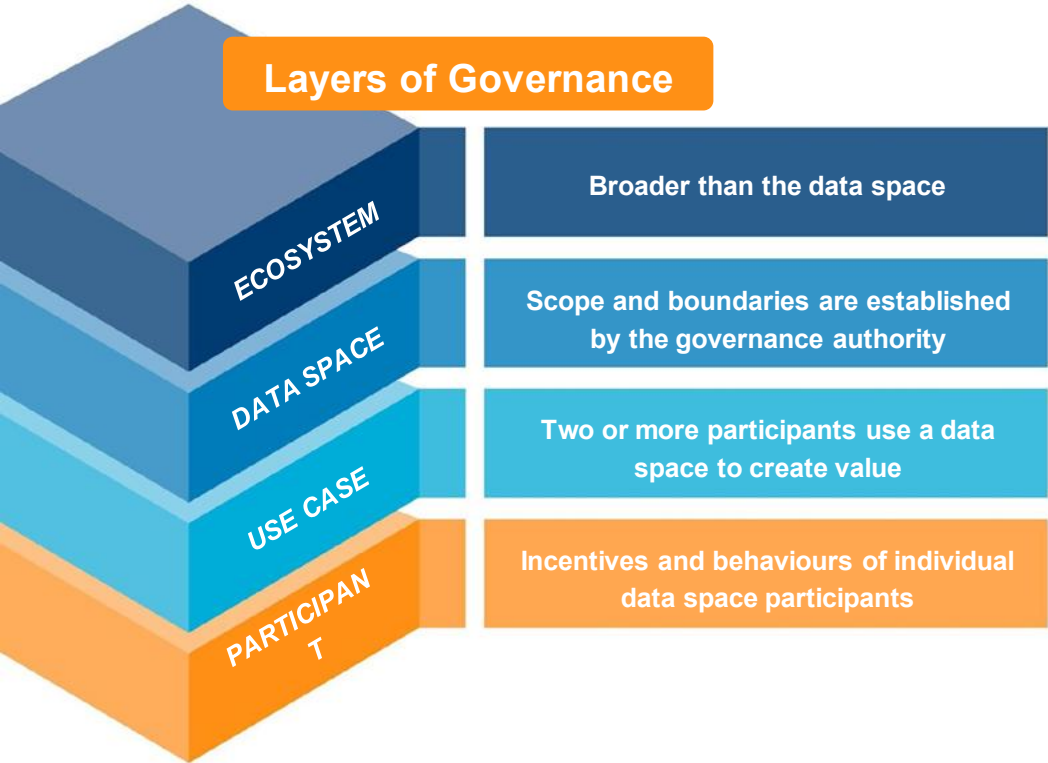 Layers of Governance
ECOSYSTEM
Broader than the data space
DATA SPACE
Scope and boundaries are established
by the governance authority
USE CASE
Two or more participants use a data
space to create value
PARTICIPAN
T
Incentives and behaviours of individual
data space participants